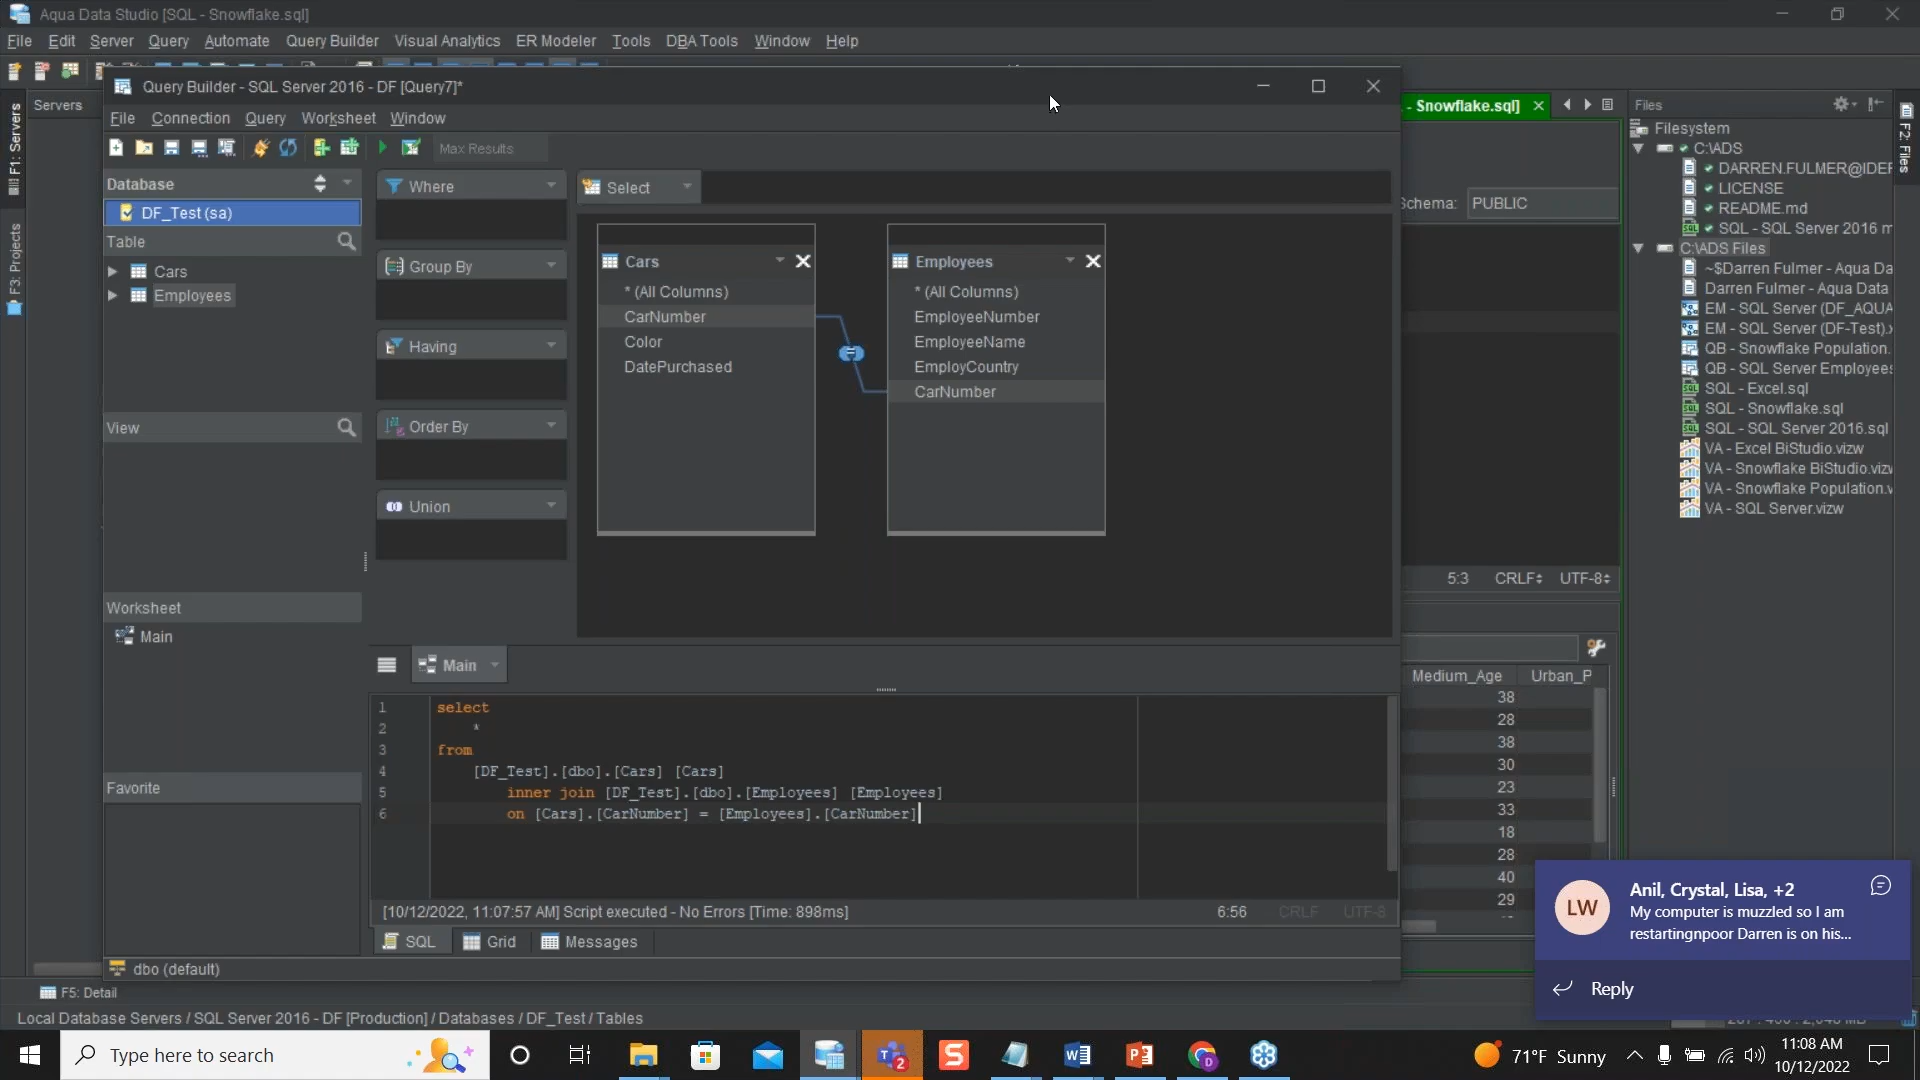 Aqua Data Studio [SQL - Snowflake.sql]
File Edit Server Query Automate Query Builder Visual Analytics ER Modeler Tools DBA Tools Window Help
F1: Servers
F3: Projects
Servers
Query Builder - SQL Server 2016 - DF [Query7]*
File Connection Query Worksheet Window
Max Results
Database
DF_Test (sa)
Table
Cars
Employees
View
Worksheet
Main
Favorite
dbo (default)
Where
Group By
Having
Order By
Union
Select
Cars
* (All Columns)
CarNumber
Color
DatePurchased
Employees
* (All Columns)
EmployeeNumber
EmployeeName
EmployCountry
CarNumber
Main
1 select
2 *
3 from
4 [DF_Test].[dbo].[Cars] [Cars]
5 inner join [DF_Test].[dbo].[Employees] [Employees]
6 on [Cars].[CarNumber] = [Employees].[CarNumber]
[10/12/2022, 11:07:57 AM] Script executed - No Errors [Time: 898ms]
6:56 CRLF UTF-8
SQL Grid Messages
- Snowflake.sql]
Schema: PUBLIC
5:3 CRLF UTF-8
Medium_Age Urban_P
38
28
38
30
23
33
18
28
40
29
Files
F2: Files
Filesystem
C:\ADS
DARREN.FULMER@IDER
LICENSE
README.md
SQL - SQL Server 2016 m
C:\ADS Files
~$Darren Fulmer - Aqua Da
Darren Fulmer - Aqua Data
EM - SQL Server (DF_AQUA
EM - SQL Server (DF-Test).x
QB - Snowflake Population.
QB - SQL Server Employees
SQL - Excel.sql
SQL - Snowflake.sql
SQL - SQL Server 2016.sql
VA - Excel BiStudio.vizw
VA - Snowflake BiStudio.vizw
VA - Snowflake Population.v
VA - SQL Server.vizw
LW
Anil, Crystal, Lisa, +2
My computer is muzzled so I am
restartingnpoor Darren is on his...
Reply
F5: Detail
Local Database Servers / SQL Server 2016 - DF [Production] / Databases / DF_Test / Tables
Type here to search
2
D
71°F Sunny
11:08 AM
10/12/2022